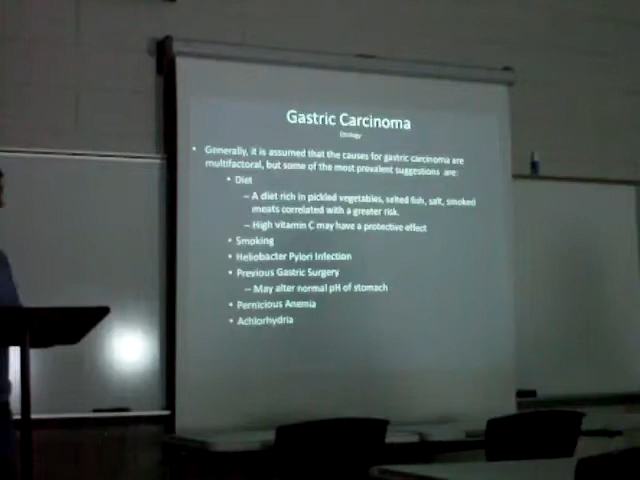 Gastric Carcinoma
Etiology
• Generally, it is assumed that the causes for gastric carcinoma are
multifactoral, but some of the most prevalent suggestions are:
• Diet
– A diet rich in pickled vegetables, salted fish, salt, smoked
meats correlated with a greater risk.
– High vitamin C may have a protective effect
• Smoking
• Heliobacter Pylori Infection
• Previous Gastric Surgery
– May alter normal pH of stomach
• Pernicious Anemia
• Achlorhydria